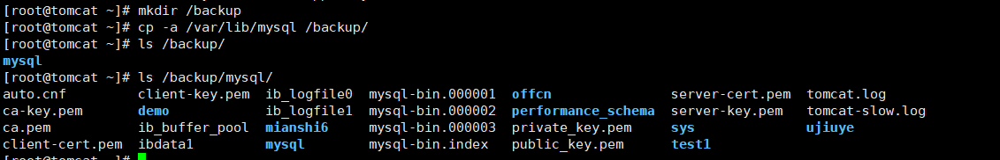 [root@tomcat ~]# mkdir /backup
[root@tomcat ~]# cp -a /var/lib/mysql /backup/
[root@tomcat ~]# ls /backup/
mysql
[root@tomcat ~]# ls /backup/mysql/
auto.cnf client-key.pem ib_logfile0 mysql-bin.000001 offcn server-cert.pem tomcat.log
ca-key.pem demo ib_logfile1 mysql-bin.000002 performance_schema server-key.pem tomcat-slow.log
ca.pem ib_buffer_pool mianshi6 mysql-bin.000003 private_key.pem sys ujiuye
client-cert.pem ibdata1 mysql mysql-bin.index public_key.pem test1
[root@tomcat ~]#